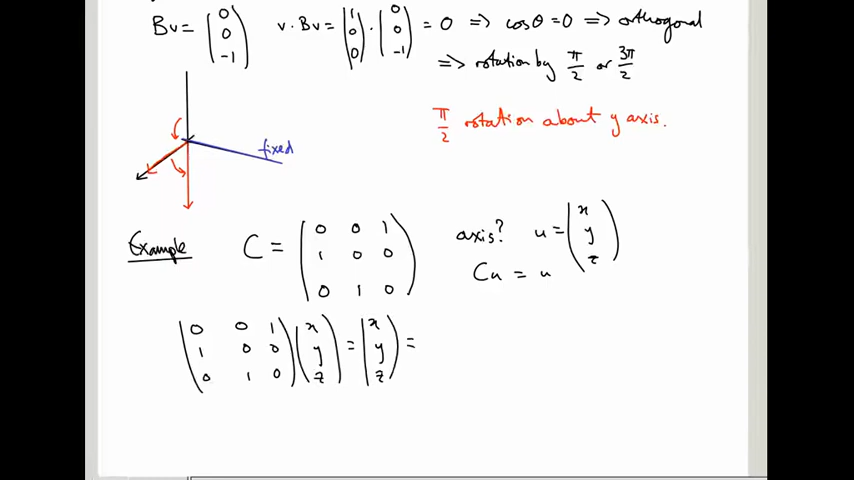 Bv = (0 0 -1) v · Bv = (1 0 0) · (0 0 -1) = 0 ⟹ cos θ = 0 ⟹ orthogonal
⟹ rotation by π/2 or 3π/2
π/2 rotation about y axis.
fixed
Example C = (0 0 1 / 1 0 0 / 0 1 0) axis? u = (x y z)
Cu = u
(0 0 1 / 1 0 0 / 0 1 0) (x y z) = (x y z) =